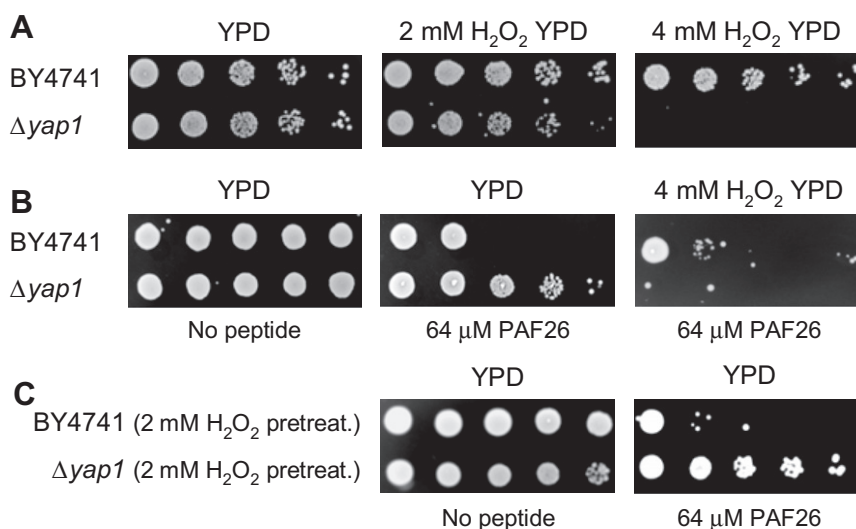 A
YPD 2 mM H₂O₂ YPD 4 mM H₂O₂ YPD
BY4741
Δyap1
B
YPD YPD 4 mM H₂O₂ YPD
BY4741
Δyap1
No peptide 64 μM PAF26 64 μM PAF26
C
YPD YPD
BY4741 (2 mM H₂O₂ pretreat.)
Δyap1 (2 mM H₂O₂ pretreat.)
No peptide 64 μM PAF26